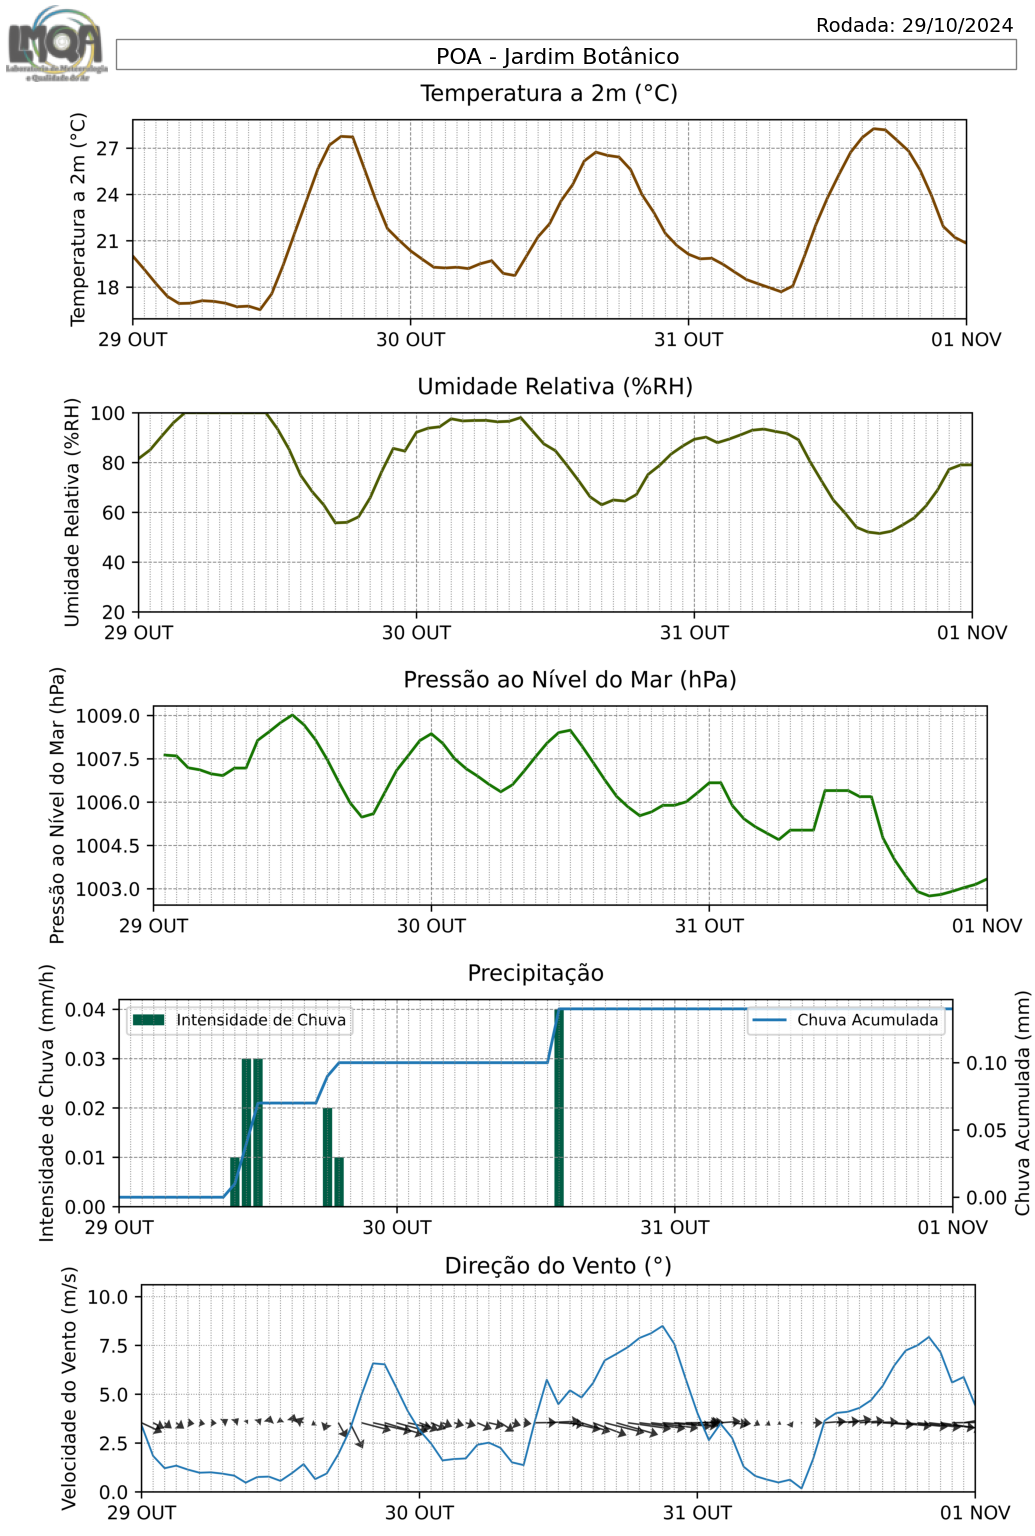 Rodada: 29/10/2024
LMQA
Laboratório de Meteorologia
e Qualidade do Ar
POA - Jardim Botânico
Temperatura a 2m (°C)
Temperatura a 2m (°C)
27
24
21
18
29 OUT 30 OUT 31 OUT 01 NOV
Umidade Relativa (%RH)
Umidade Relativa (%RH)
100
80
60
40
20
29 OUT 30 OUT 31 OUT 01 NOV
Pressão ao Nível do Mar (hPa)
Pressão ao Nível do Mar (hPa)
1009.0
1007.5
1006.0
1004.5
1003.0
29 OUT 30 OUT 31 OUT 01 NOV
Precipitação
Intensidade de Chuva (mm/h)
0.04
0.03
0.02
0.01
0.00
Intensidade de Chuva
Chuva Acumulada
0.10
0.05
0.00
Chuva Acumulada (mm)
29 OUT 30 OUT 31 OUT 01 NOV
Direção do Vento (°)
Velocidade do Vento (m/s)
10.0
7.5
5.0
2.5
0.0
29 OUT 30 OUT 31 OUT 01 NOV